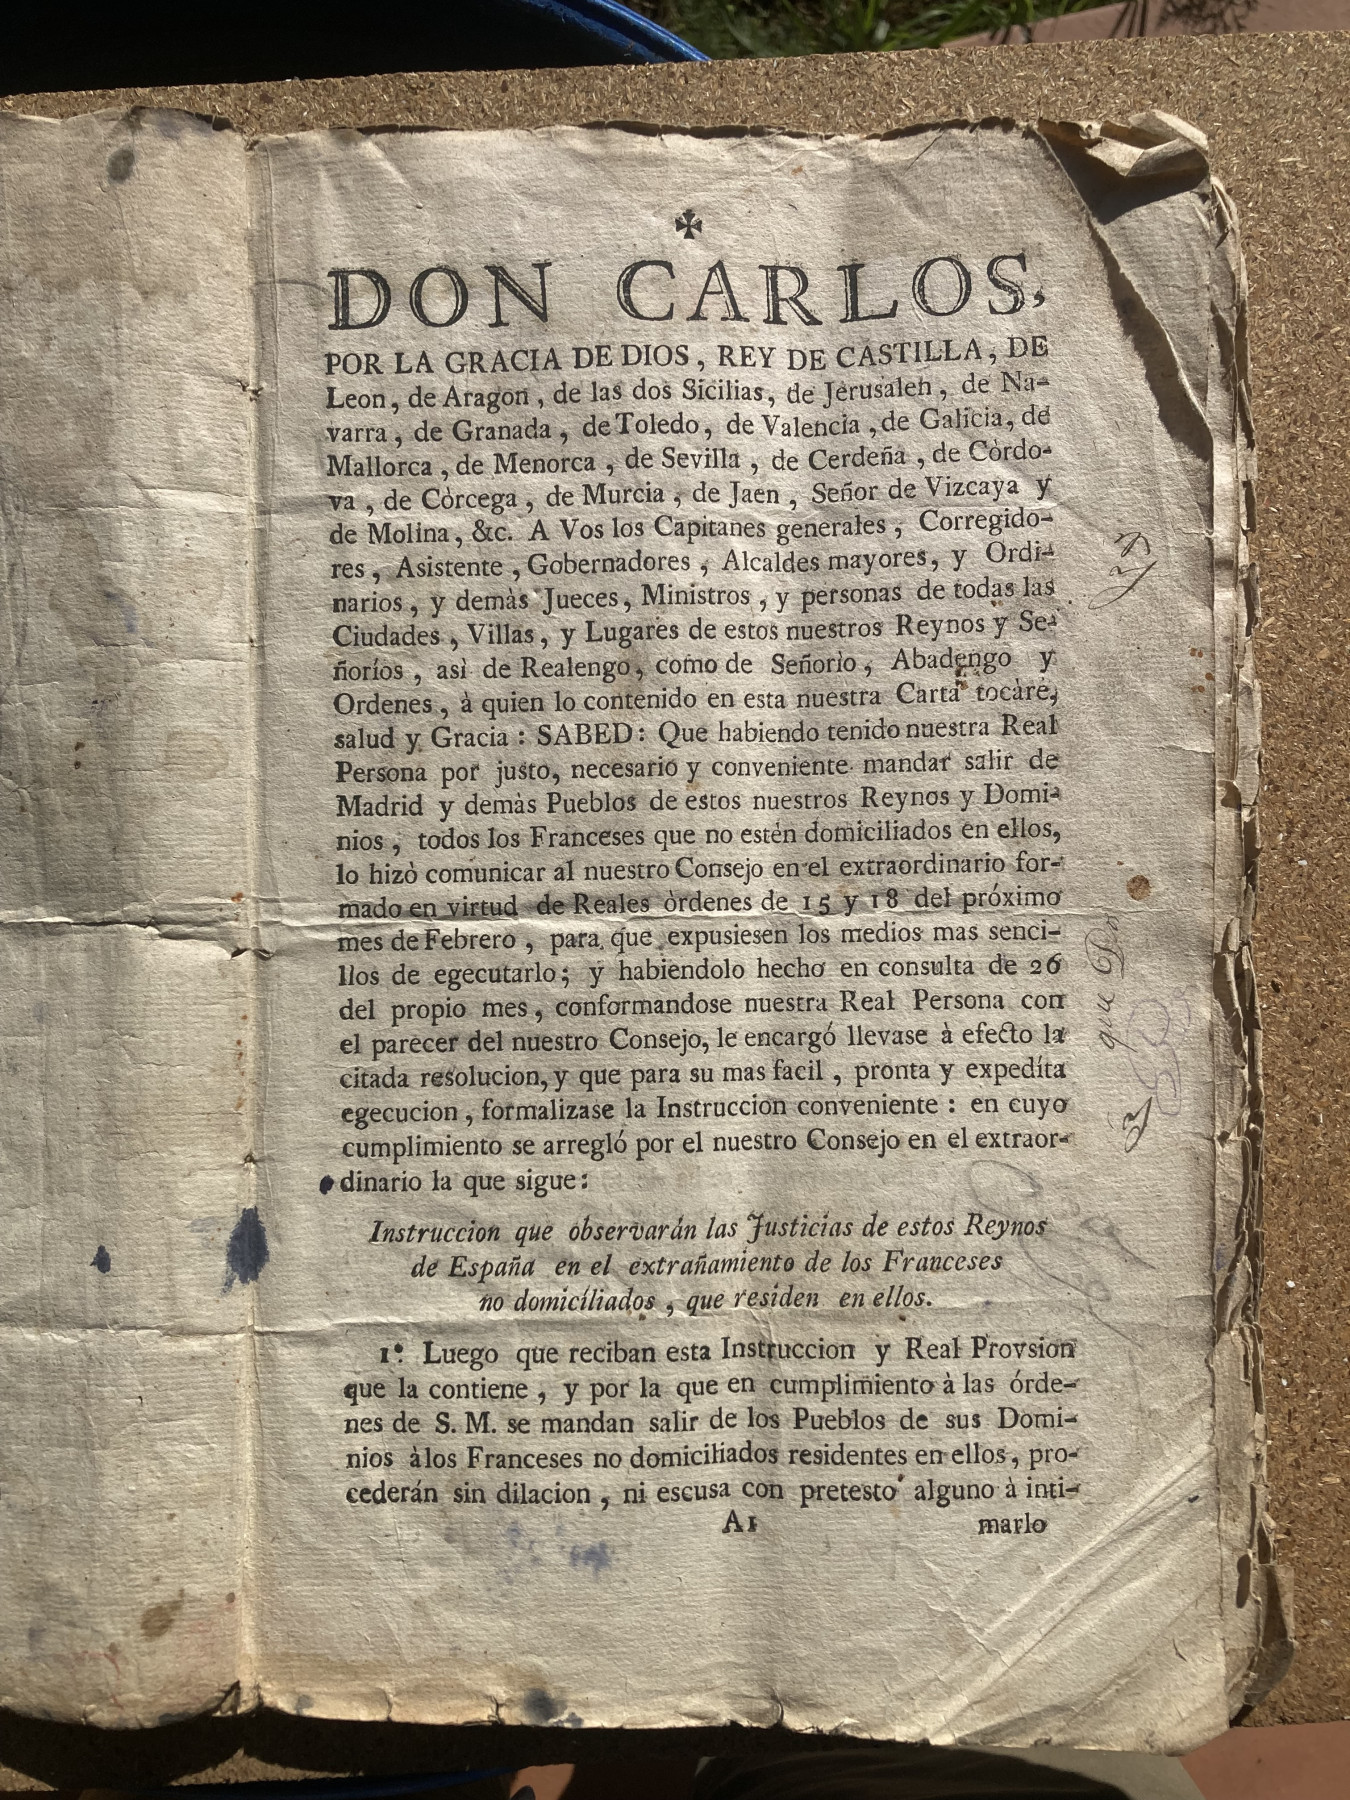 DON CARLOS,
POR LA GRACIA DE DIOS, REY DE CASTILLA, DE
Leon, de Aragon, de las dos Sicilias, de Jerusaleh, de Na-
varra, de Granada, de Toledo, de Valencia, de Galicia, de
Mallorca, de Menorca, de Sevilla, de Cerdeña, de Còrdo-
va, de Còrcega, de Murcia, de Jaen, Señor de Vizcaya y
de Molina, &c. A Vos los Capitanes generales, Corregido-
res, Asistente, Gobernadores, Alcaldes mayores, y Ordi-
narios, y demàs Jueces, Ministros, y personas de todas las
Ciudades, Villas, y Lugares de estos nuestros Reynos y Se-
ñoríos, asì de Realengo, como de Señorìo, Abadengo y
Ordenes, à quien lo contenido en esta nuestra Carta tocàre,
salud y Gracia: SABED: Que habiendo tenido nuestra Real
Persona por justo, necesario y conveniente mandar salir de
Madrid y demàs Pueblos de estos nuestros Reynos y Domi-
nios, todos los Franceses que no estèn domiciliados en ellos,
lo hizò comunicar al nuestro Consejo en el extraordinario for-
mado en virtud de Reales òrdenes de 15 y 18 del próximo
mes de Febrero, para que expusiesen los medios mas senci-
llos de egecutarlo; y habiendolo hecho en consulta de 26
del propio mes, conformandose nuestra Real Persona con
el parecer del nuestro Consejo, le encargó llevase à efecto la
citada resolucion, y que para su mas facil, pronta y expedíta
egecucion, formalizase la Instruccion conveniente: en cuyo
cumplimiento se arregló por el nuestro Consejo en el extraor-
dinario la que sigue:
Instruccion que observarán las Justicias de estos Reynos
de España en el extrañamiento de los Franceses
no domiciliados, que residen en ellos.
1º. Luego que reciban esta Instruccion y Real Provsion
que la contiene, y por la que en cumplimiento à las órde-
nes de S. M. se mandan salir de los Pueblos de sus Domi-
nios àlos Franceses no domiciliados residentes en ellos, pro-
cederán sin dilacion, ni escusa con pretesto alguno à inti-
A1 marlo